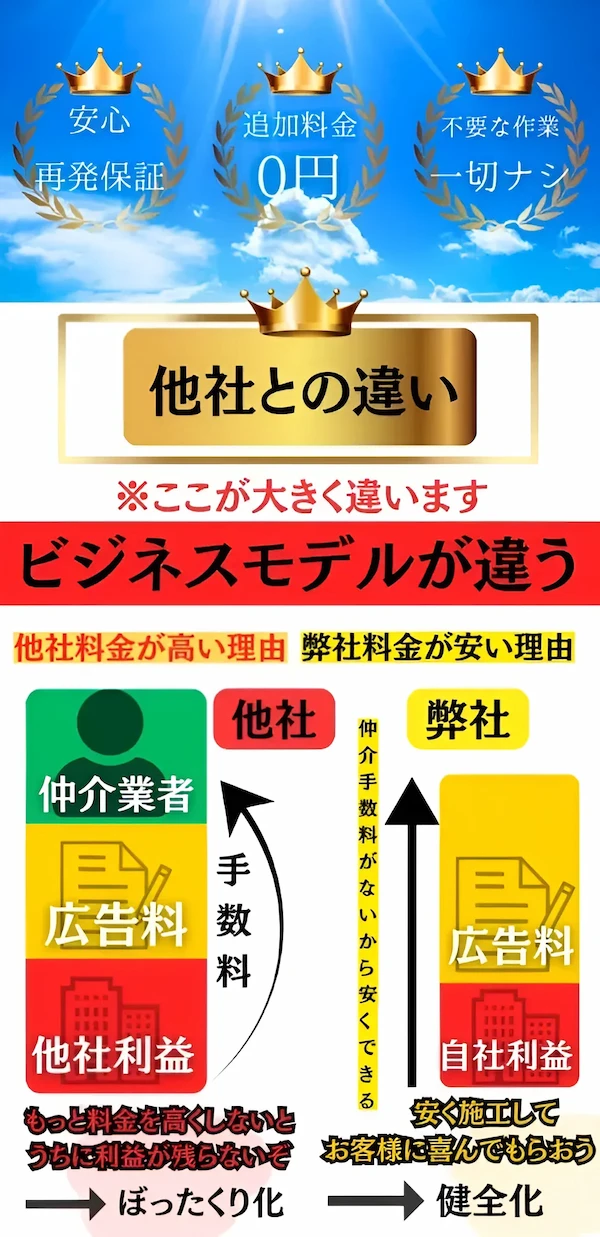 安心
再発保証
追加料金
0円
不要な作業
一切ナシ
他社との違い
※ここが大きく違います
ビジネスモデルが違う
他社料金が高い理由
弊社料金が安い理由
他社
仲介業者
広告料
他社利益
手数料
仲介手数料がないから安くできる
弊社
広告料
自社利益
もっと料金を高くしないと
うちに利益が残らないぞ
ぼったくり化
安く施工して
お客様に喜んでもらおう
健全化